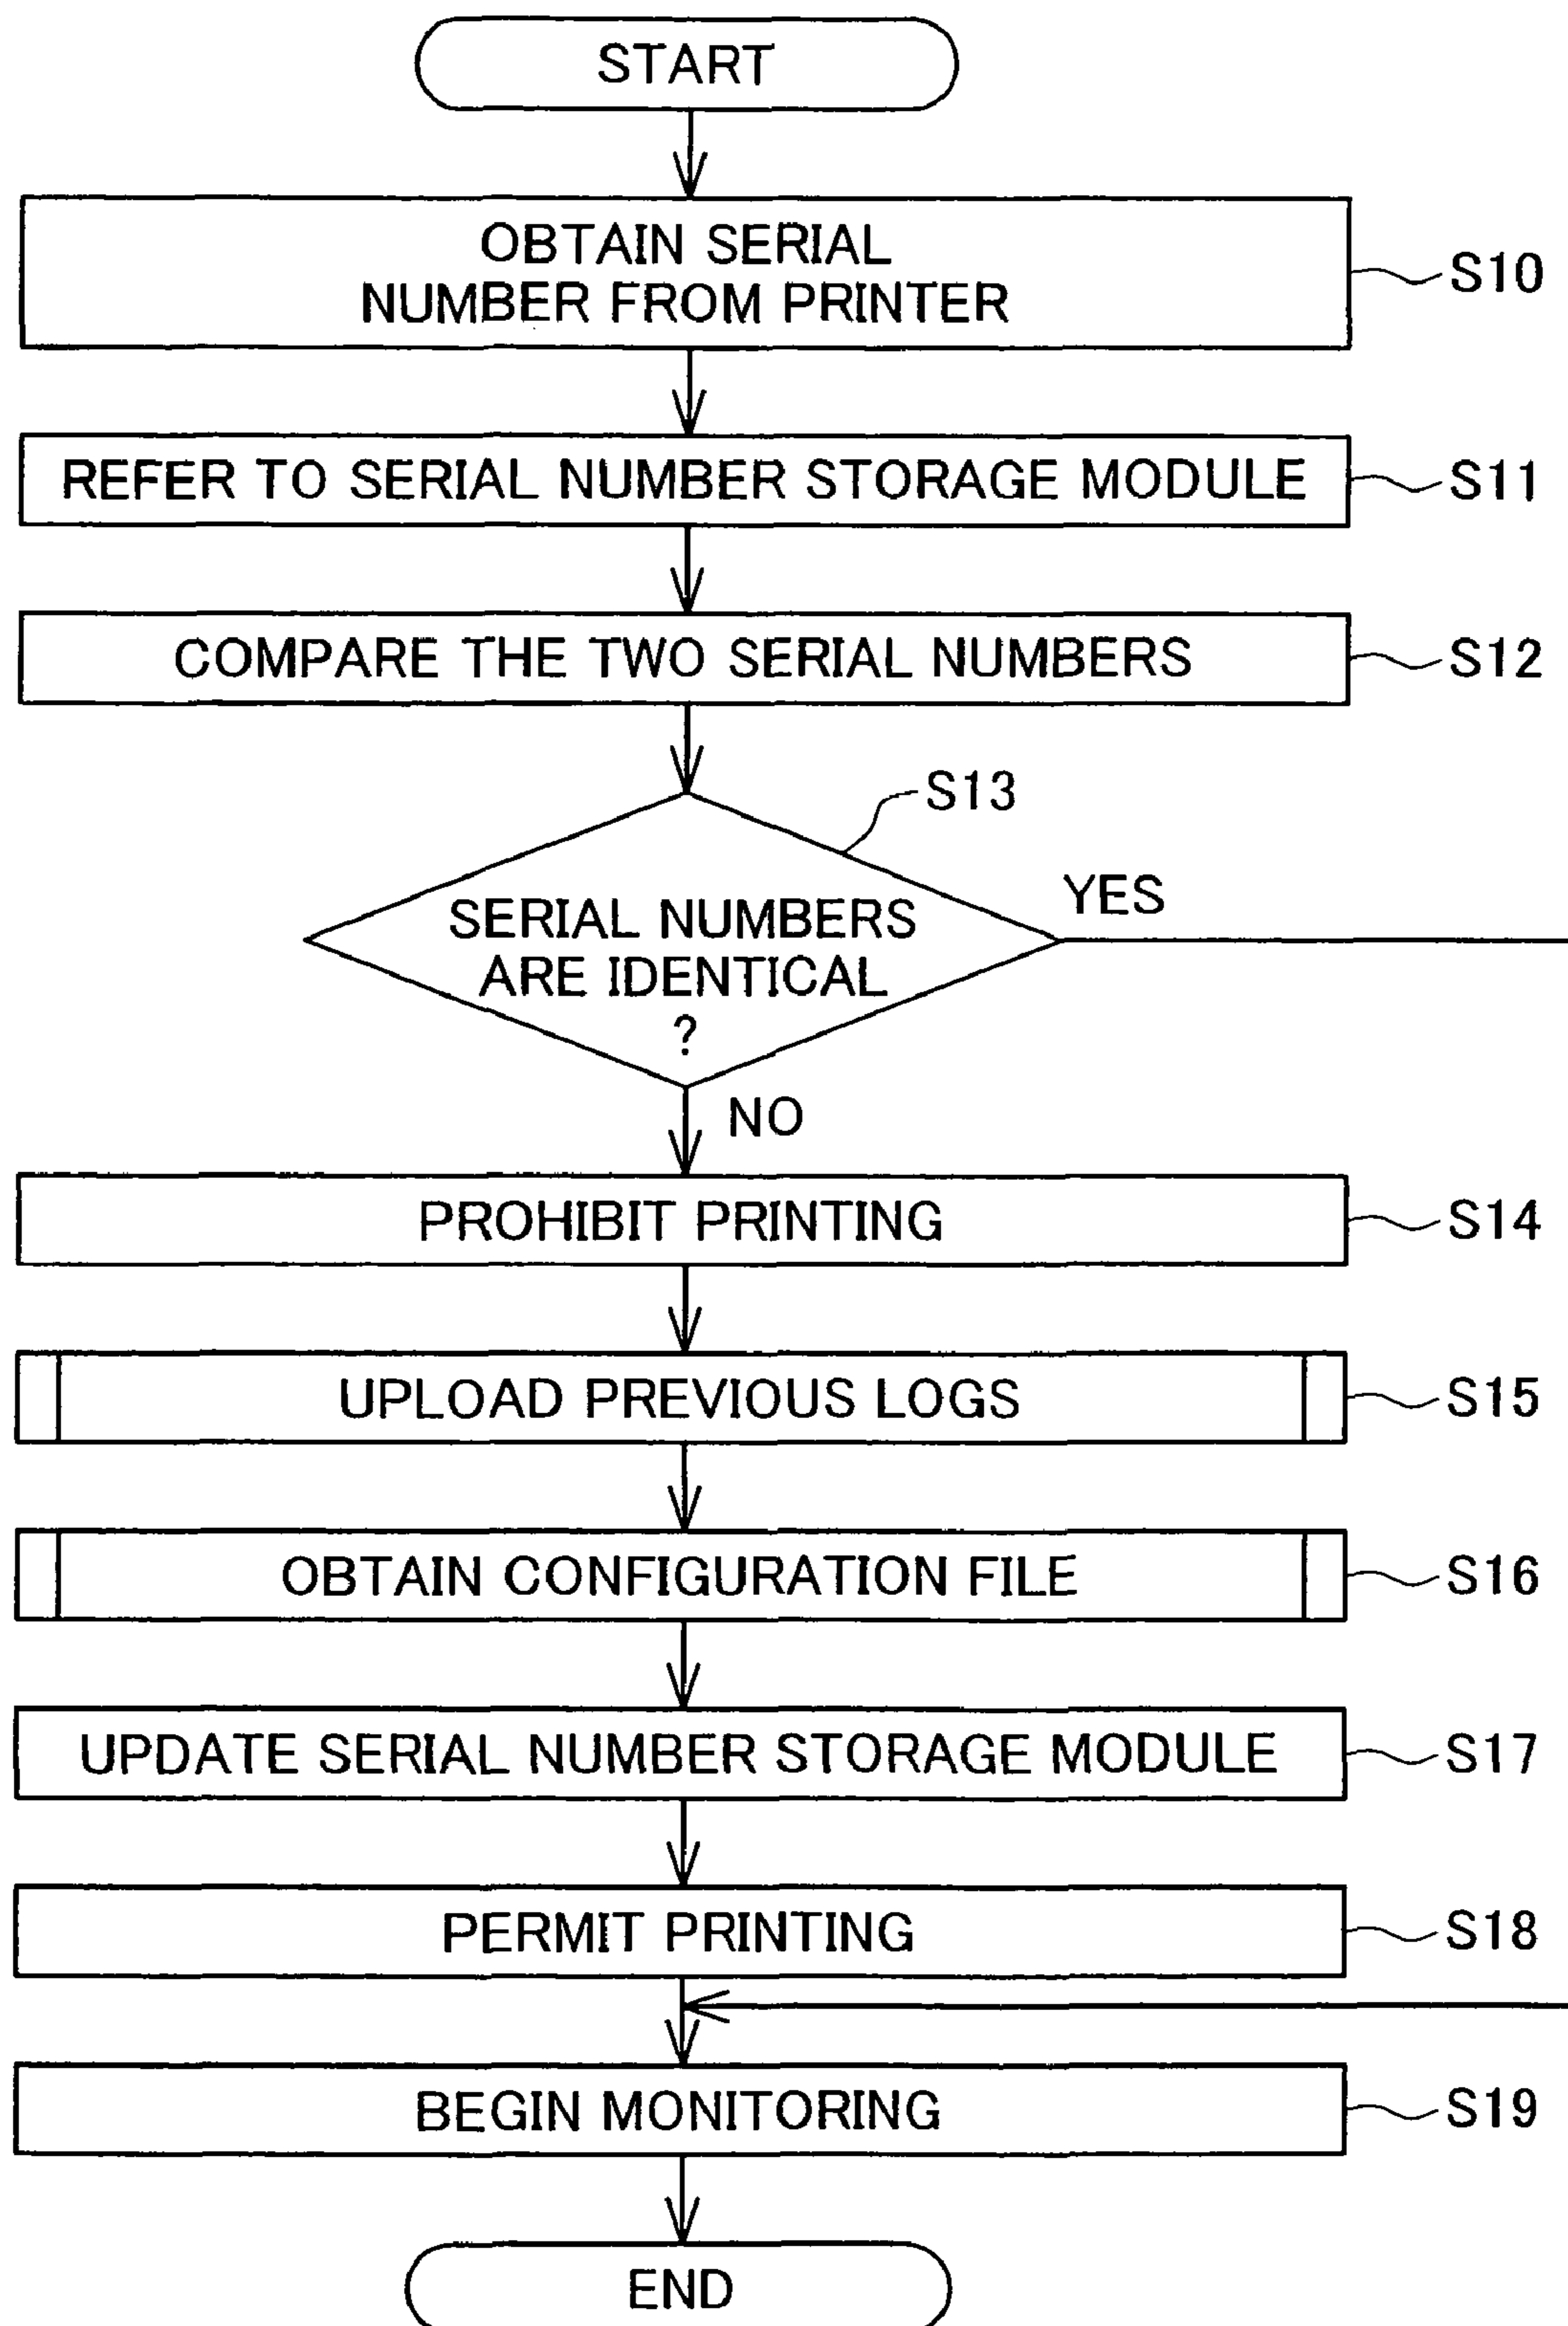 START
OBTAIN SERIAL
NUMBER FROM PRINTER
S10
REFER TO SERIAL NUMBER STORAGE MODULE
S11
COMPARE THE TWO SERIAL NUMBERS
S12
S13
SERIAL NUMBERS
ARE IDENTICAL
?
YES
NO
PROHIBIT PRINTING
S14
UPLOAD PREVIOUS LOGS
S15
OBTAIN CONFIGURATION FILE
S16
UPDATE SERIAL NUMBER STORAGE MODULE
S17
PERMIT PRINTING
S18
BEGIN MONITORING
S19
END